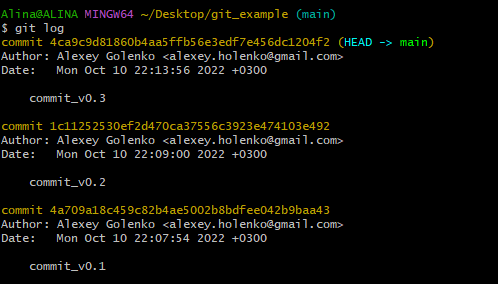 Alina@ALINA MINGW64 ~/Desktop/git_example (main)
$ git log
commit 4ca9c9d81860b4aa5ffb56e3edf7e456dc1204f2 (HEAD -> main)
Author: Alexey Golenko <alexey.holenko@gmail.com>
Date:   Mon Oct 10 22:13:56 2022 +0300

    commit_v0.3

commit 1c11252530ef2d470ca37556c3923e474103e492
Author: Alexey Golenko <alexey.holenko@gmail.com>
Date:   Mon Oct 10 22:09:00 2022 +0300

    commit_v0.2

commit 4a709a18c459c82b4ae5002b8bdfee042b9baa43
Author: Alexey Golenko <alexey.holenko@gmail.com>
Date:   Mon Oct 10 22:07:54 2022 +0300

    commit_v0.1